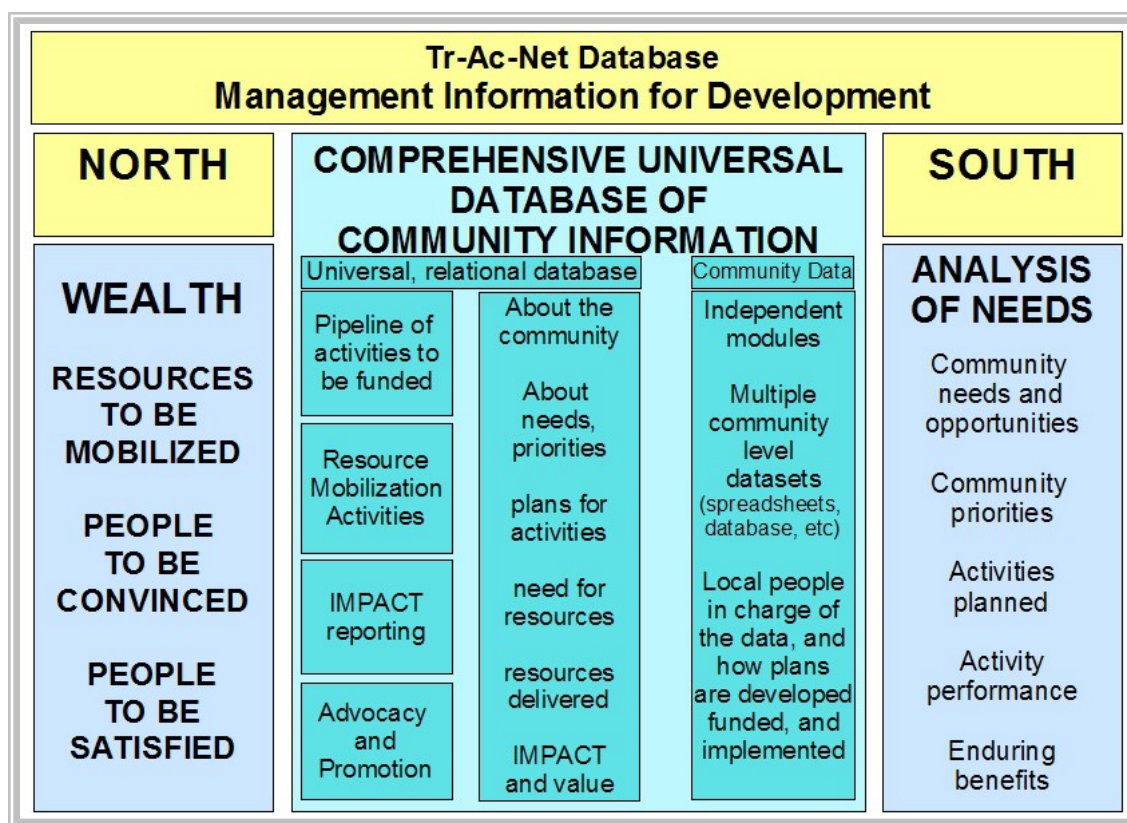 Tr-Ac-Net Database
Management Information for Development
NORTH
WEALTH
RESOURCES
TO BE
MOBILIZED
PEOPLE
TO BE
CONVINCED
PEOPLE
TO BE
SATISFIED
COMPREHENSIVE UNIVERSAL
DATABASE OF
COMMUNITY INFORMATION
Universal, relational database
Pipeline of
activities to
be funded
Resource
Mobilization
Activities
IMPACT
reporting
Advocacy
and
Promotion
About the
community
About
needs,
priorities
plans for
activities
need for
resources
resources
delivered
IMPACT
and value
Community Data
Independent
modules
Multiple
community
level
datasets
(spreadsheets,
database, etc)
Local people
in charge of
the data, and
how plans
are developed
funded, and
implemented
SOUTH
ANALYSIS
OF NEEDS
Community
needs and
opportunities
Community
priorities
Activities
planned
Activity
performance
Enduring
benefits